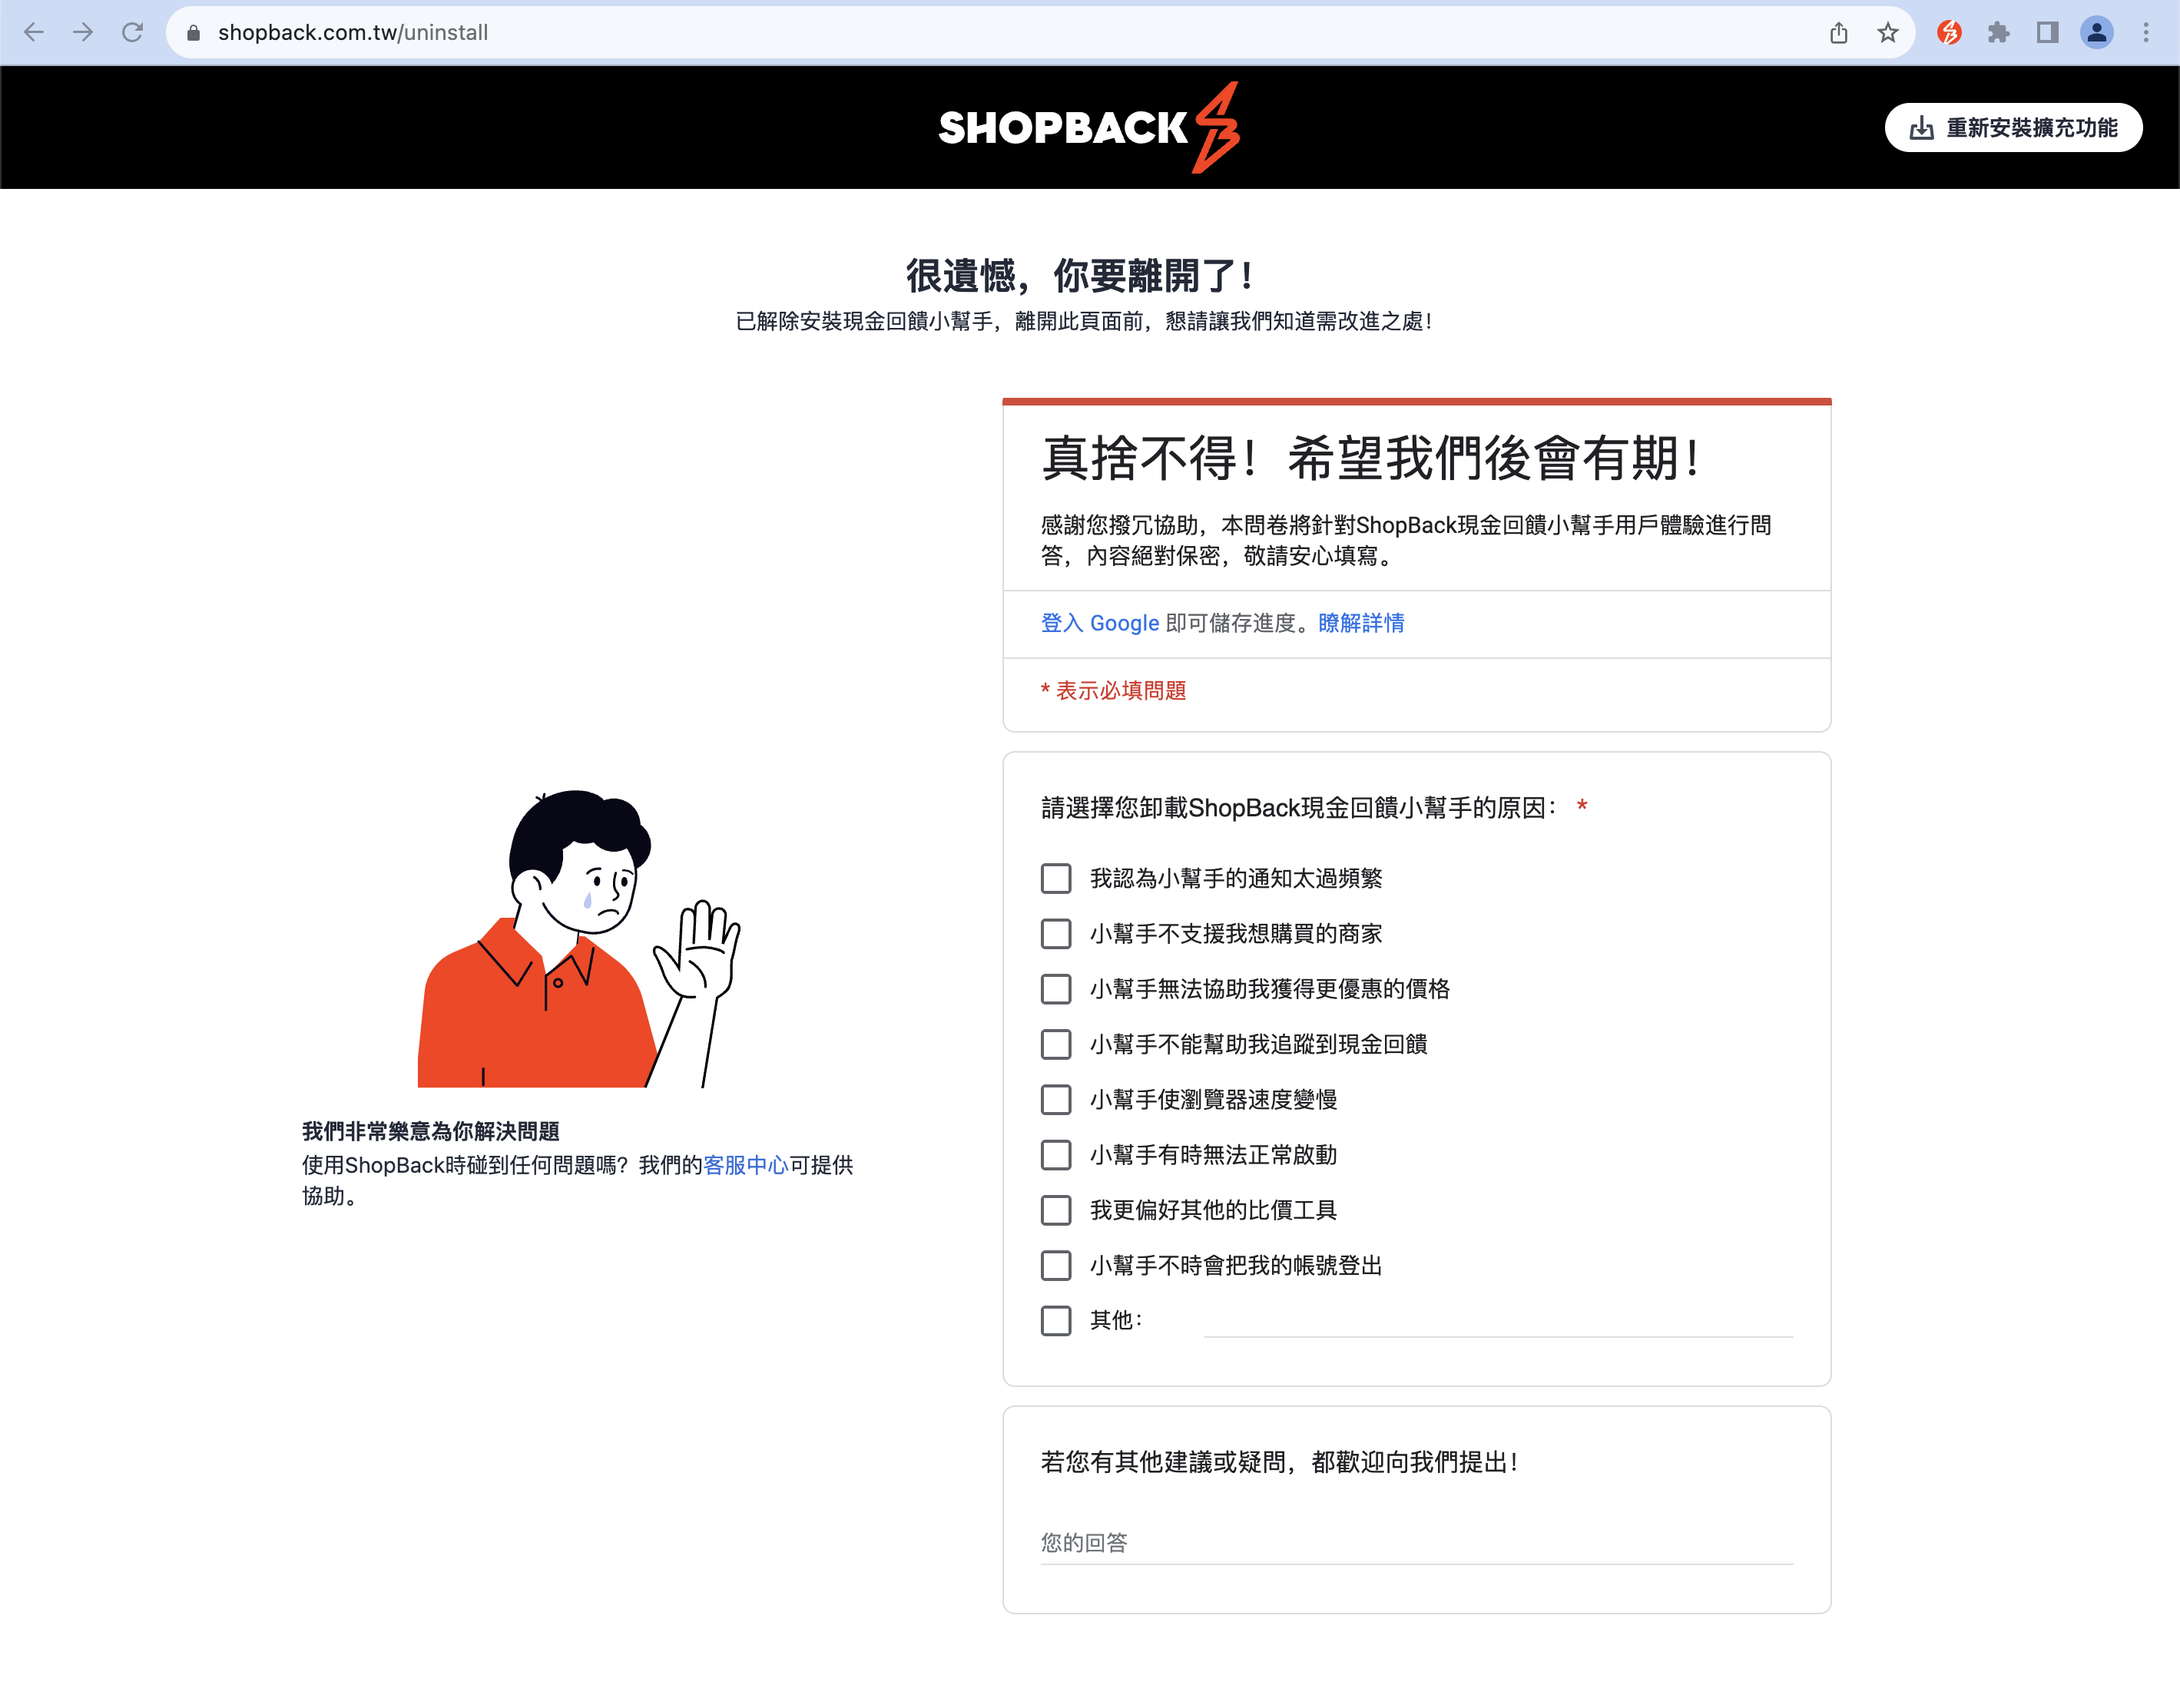 shopback.com.tw/uninstall
SHOPBACK
重新安裝擴充功能
很遺憾，你要離開了！
已解除安裝現金回饋小幫手，離開此頁面前，懇請讓我們知道需改進之處！
真捨不得！希望我們後會有期！
感謝您撥冗協助，本問卷將針對ShopBack現金回饋小幫手用戶體驗進行問
答，內容絕對保密，敬請安心填寫。
登入 Google 即可儲存進度。瞭解詳情
* 表示必填問題
請選擇您卸載ShopBack現金回饋小幫手的原因： *
我認為小幫手的通知太過頻繁
小幫手不支援我想購買的商家
小幫手無法協助我獲得更優惠的價格
小幫手不能幫助我追蹤到現金回饋
小幫手使瀏覽器速度變慢
小幫手有時無法正常啟動
我更偏好其他的比價工具
小幫手不時會把我的帳號登出
其他：
若您有其他建議或疑問，都歡迎向我們提出！
您的回答
我們非常樂意為你解決問題
使用ShopBack時碰到任何問題嗎？我們的客服中心可提供
協助。